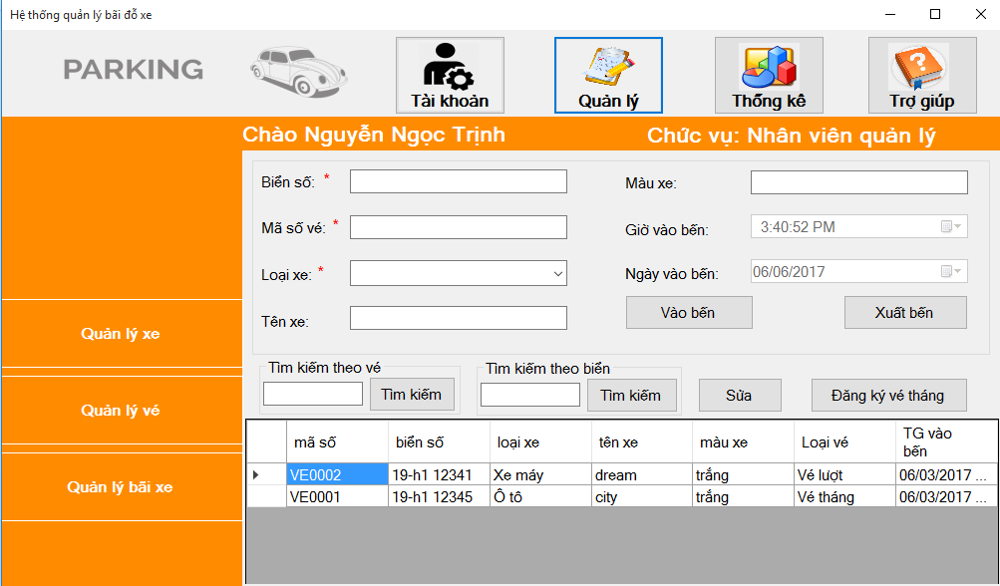 Hệ thống quản lý bãi đỗ xe
PARKING
Tài khoản
Quản lý
Thống kê
Trợ giúp
Chào Nguyễn Ngọc Trịnh
Chức vụ: Nhân viên quản lý
Biển số: *
Màu xe:
Mã số vé: *
Giờ vào bến:
3:40:52 PM
Loại xe: *
Ngày vào bến:
06/06/2017
Tên xe:
Vào bến
Xuất bến
Quản lý xe
Quản lý vé
Quản lý bãi xe
Tìm kiếm theo vé
Tìm kiếm
Tìm kiếm theo biển
Tìm kiếm
Sửa
Đăng ký vé tháng
mã số biển số loại xe tên xe màu xe Loại vé TG vào bến
VE0002 19-h1 12341 Xe máy dream trắng Vé lượt 06/03/2017 ...
VE0001 19-h1 12345 Ô tô city trắng Vé tháng 06/03/2017 ...